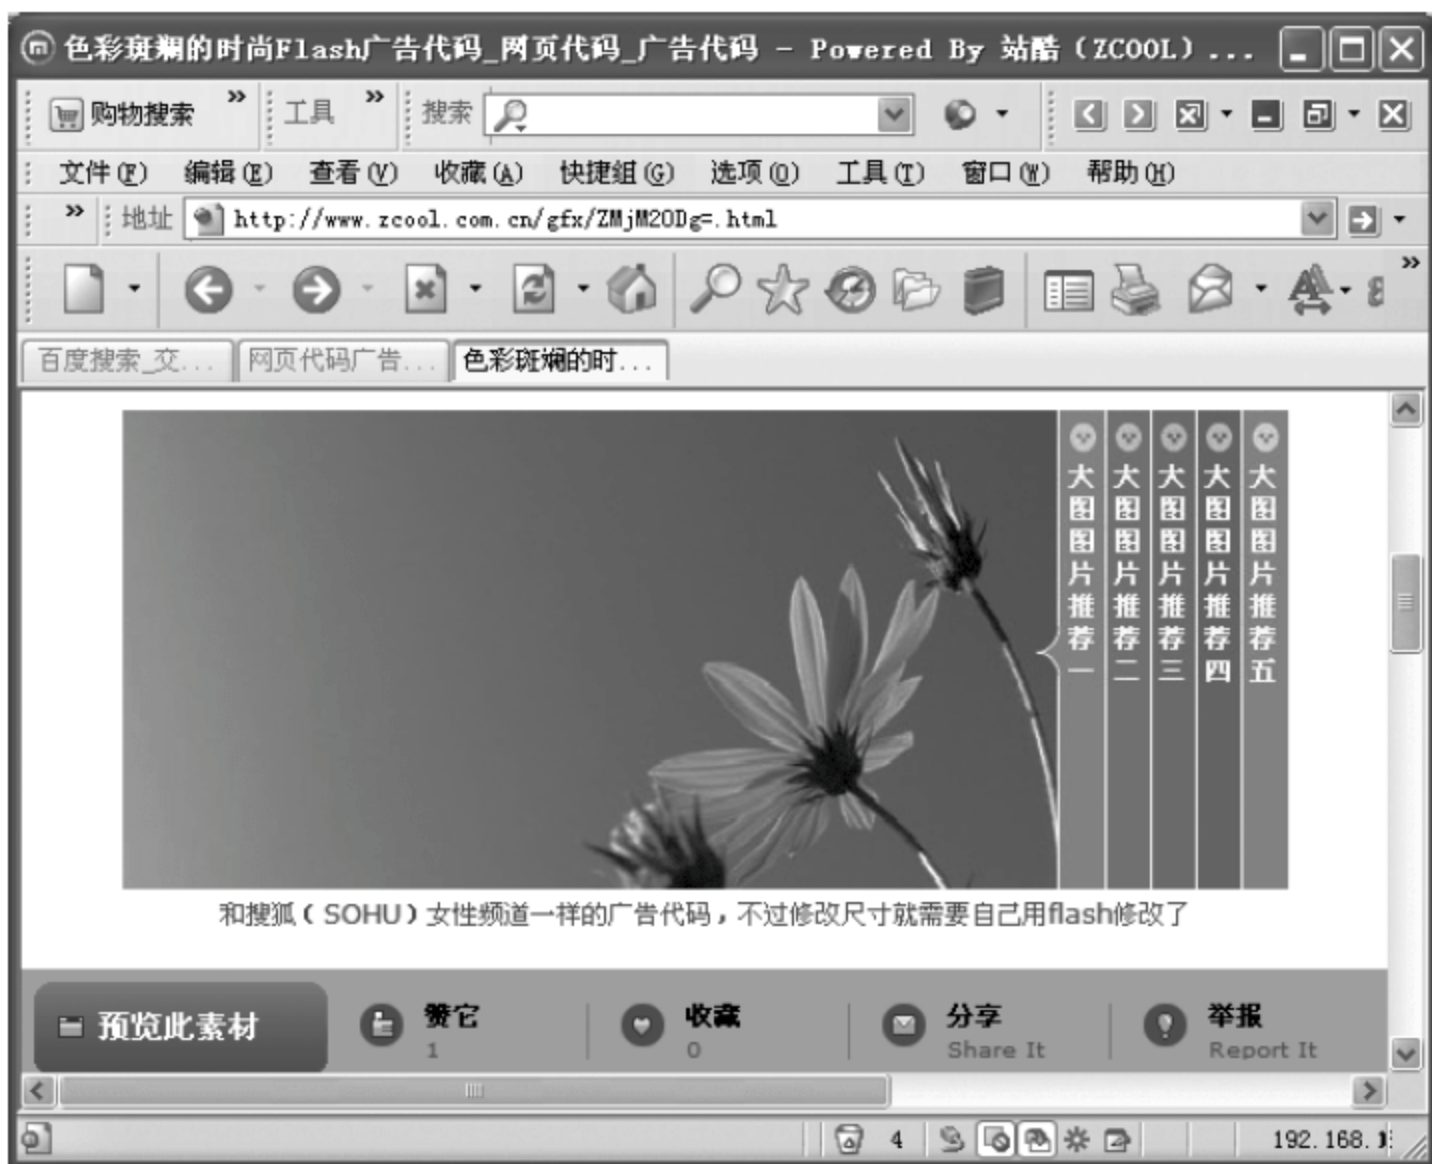 色彩斑斓的时尚Flash广告代码_网页代码_广告代码 - Powered By 站酷（ZCOOL）...
购物搜索 » 工具 » 搜索
文件(F) 编辑(E) 查看(V) 收藏(A) 快捷组(G) 选项(O) 工具(T) 窗口(W) 帮助(H)
» 地址 http://www.zcool.com.cn/gfx/ZMjM2ODg=.html
»
百度搜索_交... 网页代码广告... 色彩斑斓的时...
大图图片推荐一
大图图片推荐二
大图图片推荐三
大图图片推荐四
大图图片推荐五
和搜狐（SOHU）女性频道一样的广告代码，不过修改尺寸就需要自己用flash修改了
预览此素材 赞它 收藏 分享 举报
1 0 Share It Report It
4 192.168.